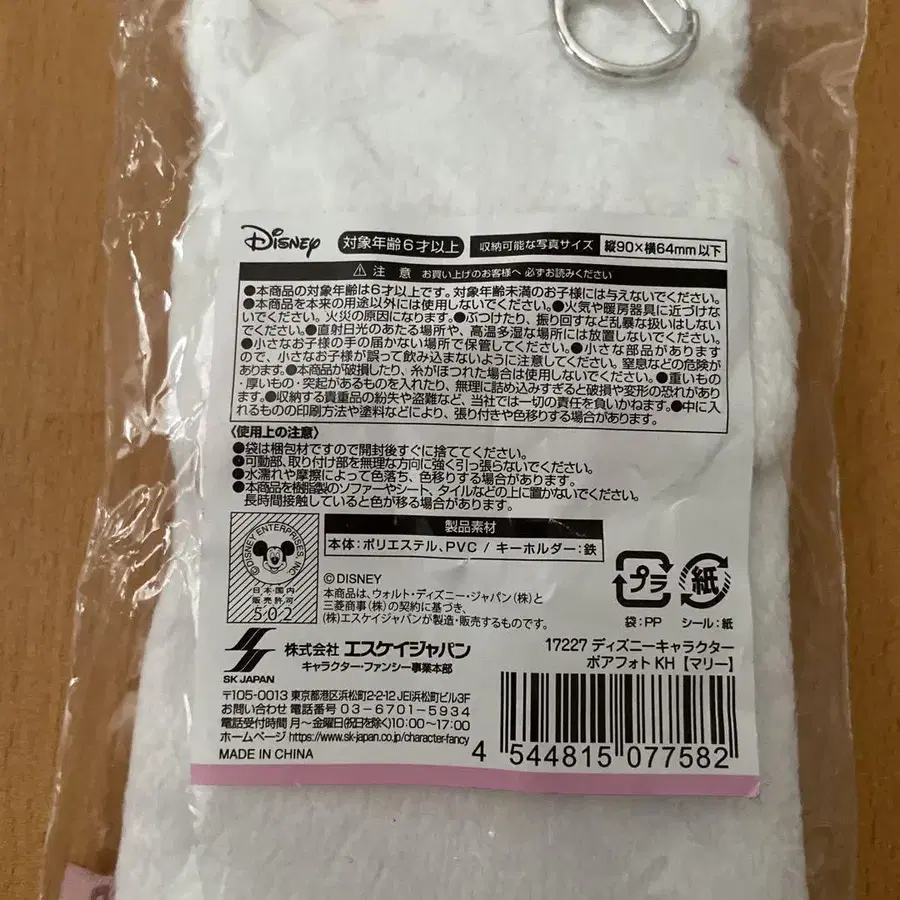 Disney 対象年齢6才以上 収納可能な写真サイズ 縦90×横64mm以下
⚠注 意 お買い上げのお客様へ 必ずお読みください
●本商品の対象年齢は6才以上です。対象年齢未満のお子様には与えないでください。
●本商品を本来の用途以外には使用しないでください。●火気や暖房器具に近づけな
いでください。火災の原因になります。●ぶつけたり、振り回すなど乱暴な扱いはしない
でください。●直射日光のあたる場所や、高温多湿な場所には放置しないでください。
●小さなお子様の手の届かない場所で保管してください。●小さな部品があります
ので、小さなお子様が誤って飲み込まないように注意してください。窒息などの危険が
あります。●本商品が破損したり、糸がほつれた場合は使用しないでください。●重いもの・
厚いもの・突起があるものを入れたり、無理に詰め込みすぎると破損や変形の恐れがあり
ます。●収納する貴重品の紛失や盗難など、当社では一切の責任を負いかねます。●中に入
れるものの印刷方法や塗料などにより、張り付きや色移りする場合があります。
〈使用上の注意〉
●袋は梱包材ですので開封後すぐに捨ててください。
●可動部、取り付け部を無理な方向に強く引っ張らないでください。
●水濡れや摩擦によって色落ち、色移りする場合があります。
●本商品を樹脂製のソファーやシート、タイルなどの上に置かないでください。
長時間接触していると色が移る場合があります。
製品素材
本体:ポリエステル、PVC / キーホルダー:鉄
©DISNEY ENTERPRISES, INC.
日本国内
販売許可
502
©DISNEY
本商品は、ウォルト・ディズニー・ジャパン(株)と
三菱商事(株)の契約に基づき、
(株)エスケイジャパンが製造・販売するものです。
プラ 紙
袋:PP シール:紙
SK JAPAN
株式会社 エスケイジャパン
キャラクター・ファンシー事業本部
〒105-0013 東京都港区浜松町2-2-12 JEI浜松町ビル3F
お問い合わせ 電話番号 03-6701-5934
電話受付時間 月~金曜日(祝日を除く)10:00~17:00
ホームページ https://www.sk-japan.co.jp/character-fancy
MADE IN CHINA
17227 ディズニーキャラクター
ボアフォト KH【マリー】
4 544815 077582